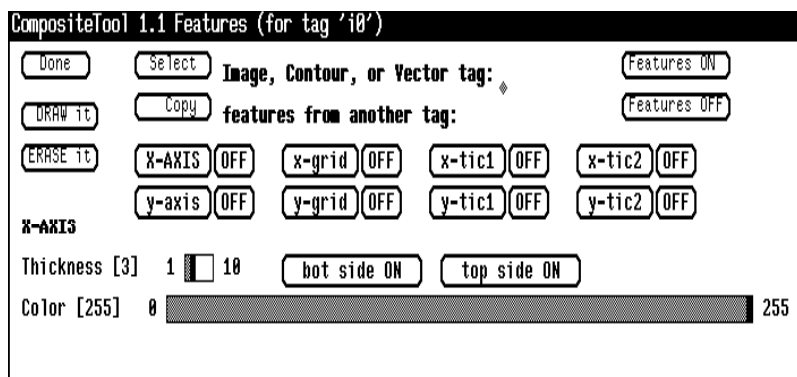 CompositeTool 1.1 Features (for tag 'i0')
Done Select Image, Contour, or Vector tag: Features ON
DRAW it Copy features from another tag: Features OFF
ERASE it X-AXIS OFF x-grid OFF x-tic1 OFF x-tic2 OFF
y-axis OFF y-grid OFF y-tic1 OFF y-tic2 OFF
X-AXIS
Thickness [3] 1 10 bot side ON top side ON
Color [255] 0 255